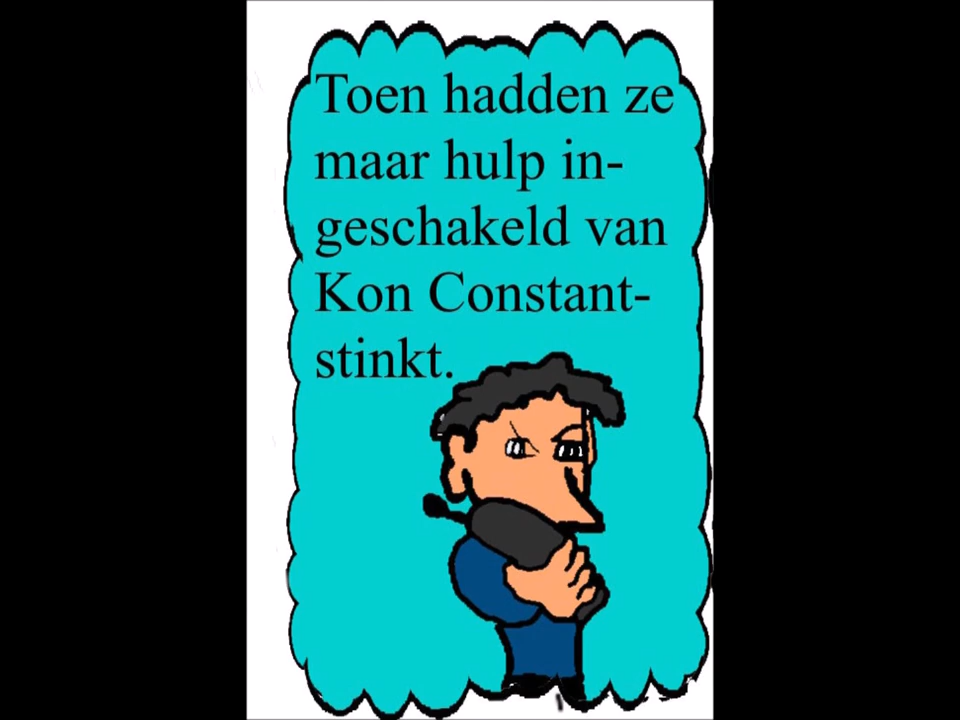 Toen hadden ze
maar hulp in-
geschakeld van
Kon Constant-
stinkt.